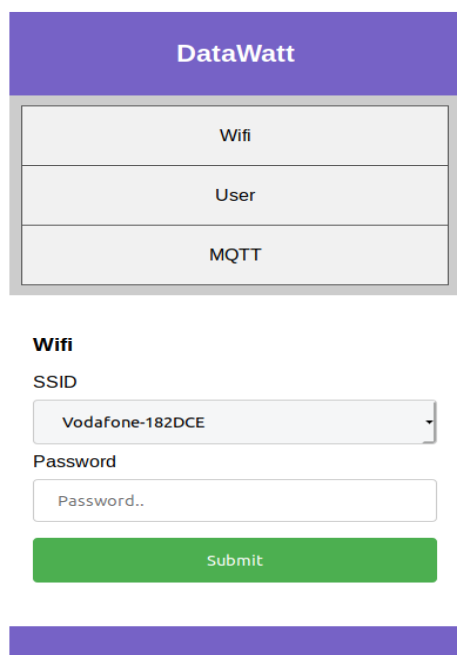 DataWatt
Wifi
User
MQTT
Wifi
SSID
Vodafone-182DCE
Password
Password..
Submit